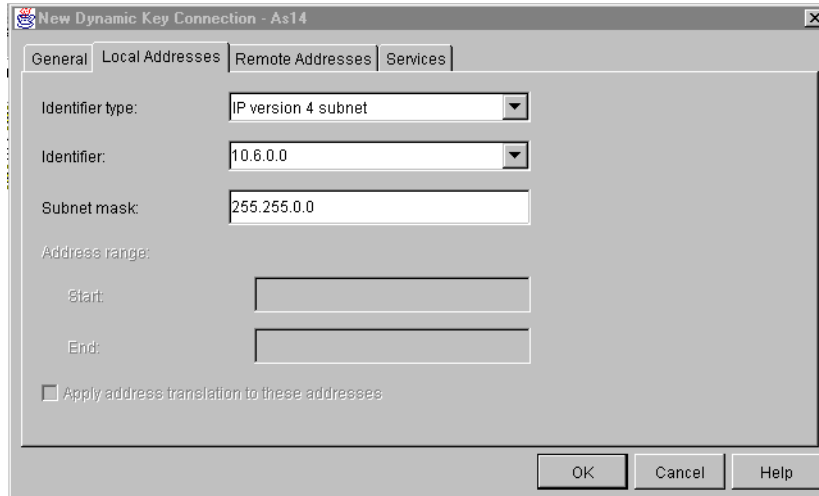 New Dynamic Key Connection - As14
General Local Addresses Remote Addresses Services
Identifier type: IP version 4 subnet
Identifier: 10.6.0.0
Subnet mask: 255.255.0.0
Address range:
Start:
End:
Apply address translation to these addresses
OK Cancel Help